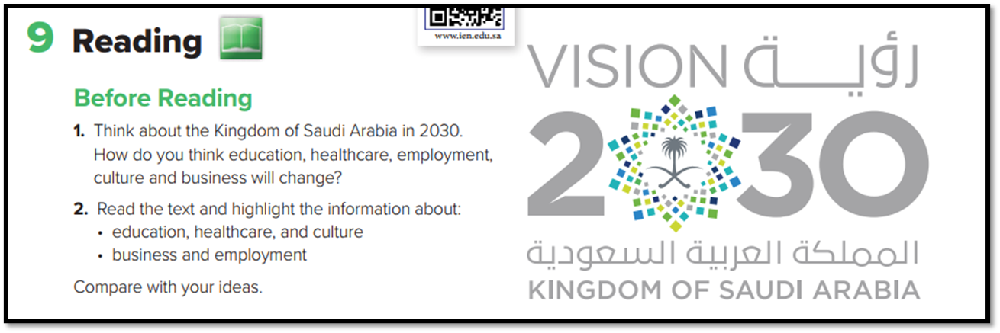 9 Reading
www.ien.edu.sa
Before Reading
1. Think about the Kingdom of Saudi Arabia in 2030.
How do you think education, healthcare, employment,
culture and business will change?
2. Read the text and highlight the information about:
• education, healthcare, and culture
• business and employment
Compare with your ideas.
VISION رؤية
2030
المملكة العربية السعودية
KINGDOM OF SAUDI ARABIA